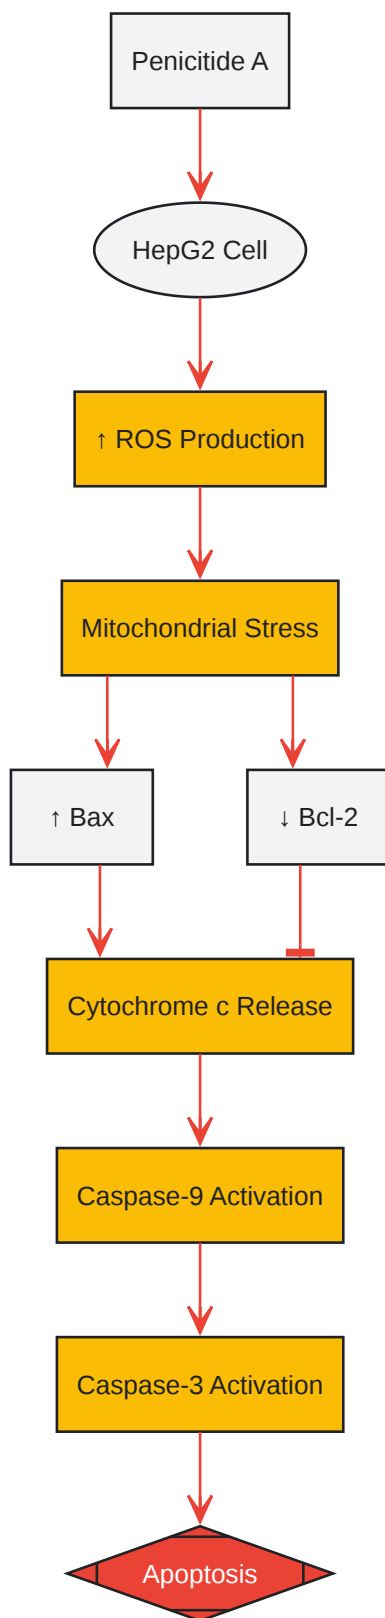 Penicitide A
HepG2 Cell
↑ ROS Production
Mitochondrial Stress
↑ Bax
↓ Bcl-2
Cytochrome c Release
Caspase-9 Activation
Caspase-3 Activation
Apoptosis